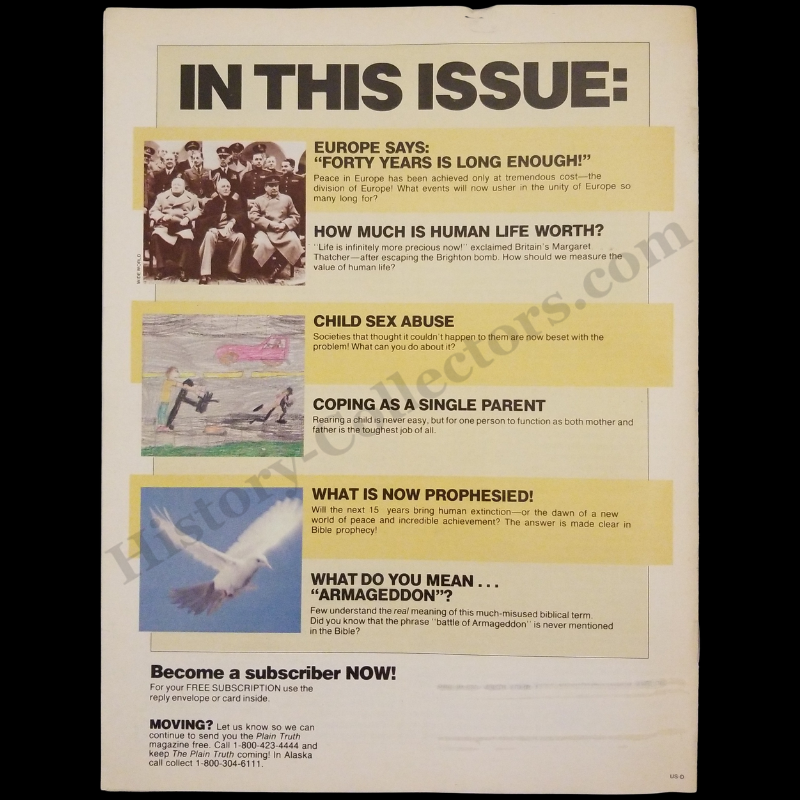 IN THIS ISSUE:
EUROPE SAYS:
“FORTY YEARS IS LONG ENOUGH!”
Peace in Europe has been achieved only at tremendous cost—the
division of Europe! What events will now usher in the unity of Europe so
many long for?
WIDE WORLD
HOW MUCH IS HUMAN LIFE WORTH?
“Life is infinitely more precious now!” exclaimed Britain's Margaret
Thatcher—after escaping the Brighton bomb. How should we measure the
value of human life?
CHILD SEX ABUSE
Societies that thought it couldn't happen to them are now beset with the
problem! What can you do about it?
COPING AS A SINGLE PARENT
Rearing a child is never easy, but for one person to function as both mother and
father is the toughest job of all.
WHAT IS NOW PROPHESIED!
Will the next 15 years bring human extinction—or the dawn of a new
world of peace and incredible achievement? The answer is made clear in
Bible prophecy!
WHAT DO YOU MEAN . . .
“ARMAGEDDON”?
Few understand the real meaning of this much-misused biblical term.
Did you know that the phrase “battle of Armageddon” is never mentioned
in the Bible?
Become a subscriber NOW!
For your FREE SUBSCRIPTION use the
reply envelope or card inside.
MOVING? Let us know so we can
continue to send you the Plain Truth
magazine free. Call 1-800-423-4444 and
keep The Plain Truth coming! In Alaska
call collect 1-800-304-6111.
History-Collectors.com